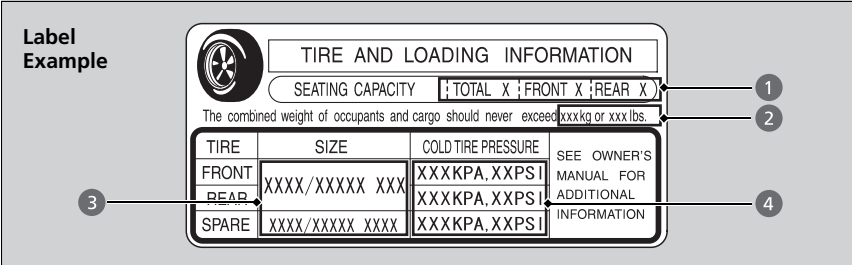 Label
Example
TIRE AND LOADING INFORMATION
SEATING CAPACITY TOTAL X FRONT X REAR X
1
The combined weight of occupants and cargo should never exceed xxxkg or xxx lbs.
2
TIRE SIZE COLD TIRE PRESSURE
SEE OWNER'S
MANUAL FOR
ADDITIONAL
INFORMATION
FRONT XXXX/XXXXX XXX XXXKPA,XXPSI
REAR XXXKPA,XXPSI
SPARE XXXX/XXXXX XXXX XXXKPA,XXPSI
3
4